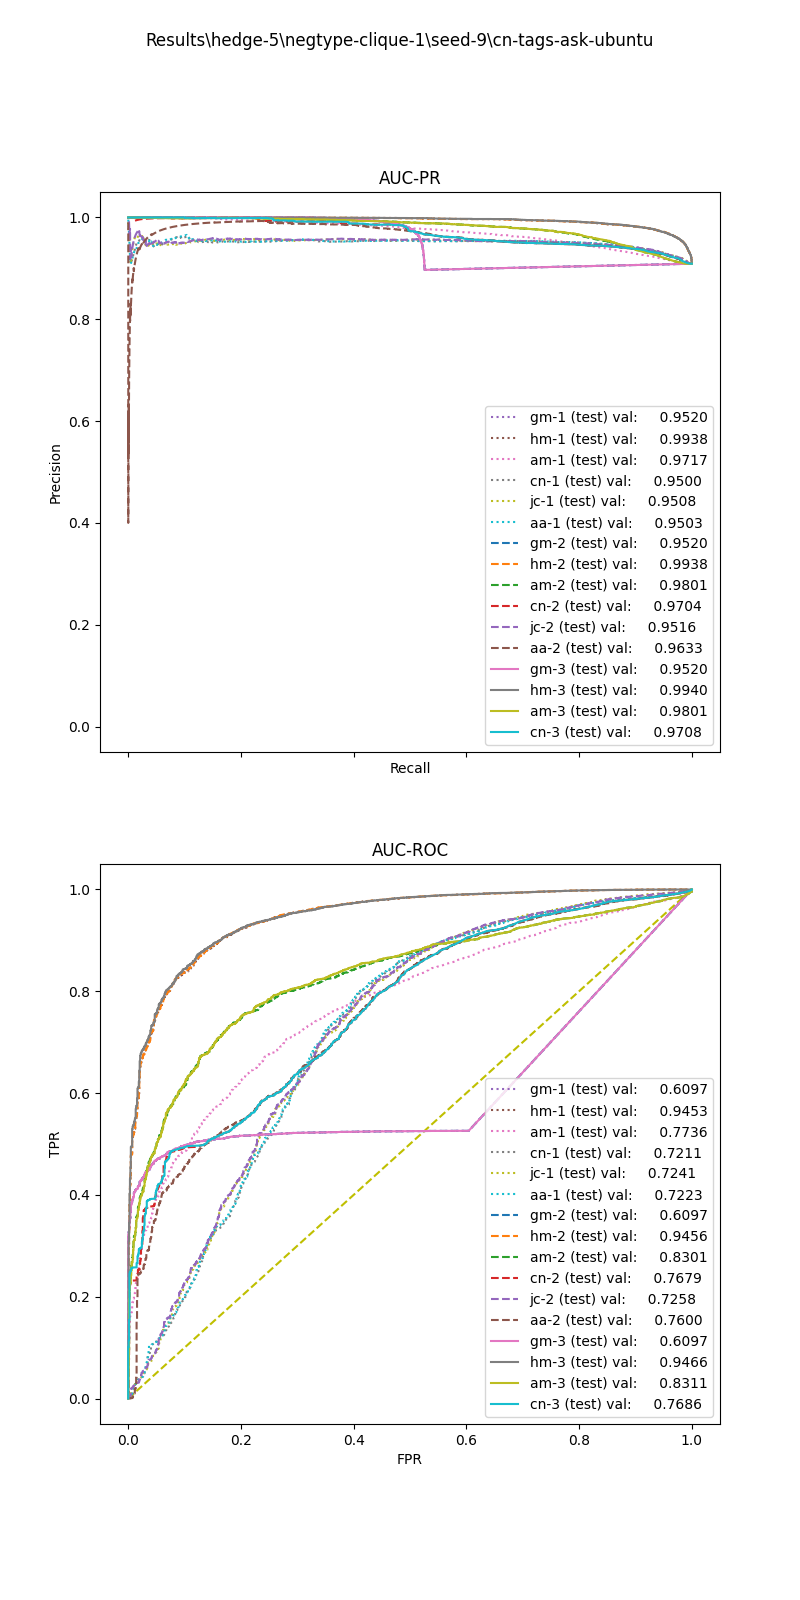 Results\hedge-5\negtype-clique-1\seed-9\cn-tags-ask-ubuntu
AUC-PR
1.0
0.8
0.6
0.4
0.2
0.0
Precision
gm-1 (test) val: 0.9520
hm-1 (test) val: 0.9938
am-1 (test) val: 0.9717
cn-1 (test) val: 0.9500
jc-1 (test) val: 0.9508
aa-1 (test) val: 0.9503
gm-2 (test) val: 0.9520
hm-2 (test) val: 0.9938
am-2 (test) val: 0.9801
cn-2 (test) val: 0.9704
jc-2 (test) val: 0.9516
aa-2 (test) val: 0.9633
gm-3 (test) val: 0.9520
hm-3 (test) val: 0.9940
am-3 (test) val: 0.9801
cn-3 (test) val: 0.9708
Recall
AUC-ROC
1.0
0.8
0.6
0.4
0.2
0.0
TPR
gm-1 (test) val: 0.6097
hm-1 (test) val: 0.9453
am-1 (test) val: 0.7736
cn-1 (test) val: 0.7211
jc-1 (test) val: 0.7241
aa-1 (test) val: 0.7223
gm-2 (test) val: 0.6097
hm-2 (test) val: 0.9456
am-2 (test) val: 0.8301
cn-2 (test) val: 0.7679
jc-2 (test) val: 0.7258
aa-2 (test) val: 0.7600
gm-3 (test) val: 0.6097
hm-3 (test) val: 0.9466
am-3 (test) val: 0.8311
cn-3 (test) val: 0.7686
0.0 0.2 0.4 0.6 0.8 1.0
FPR